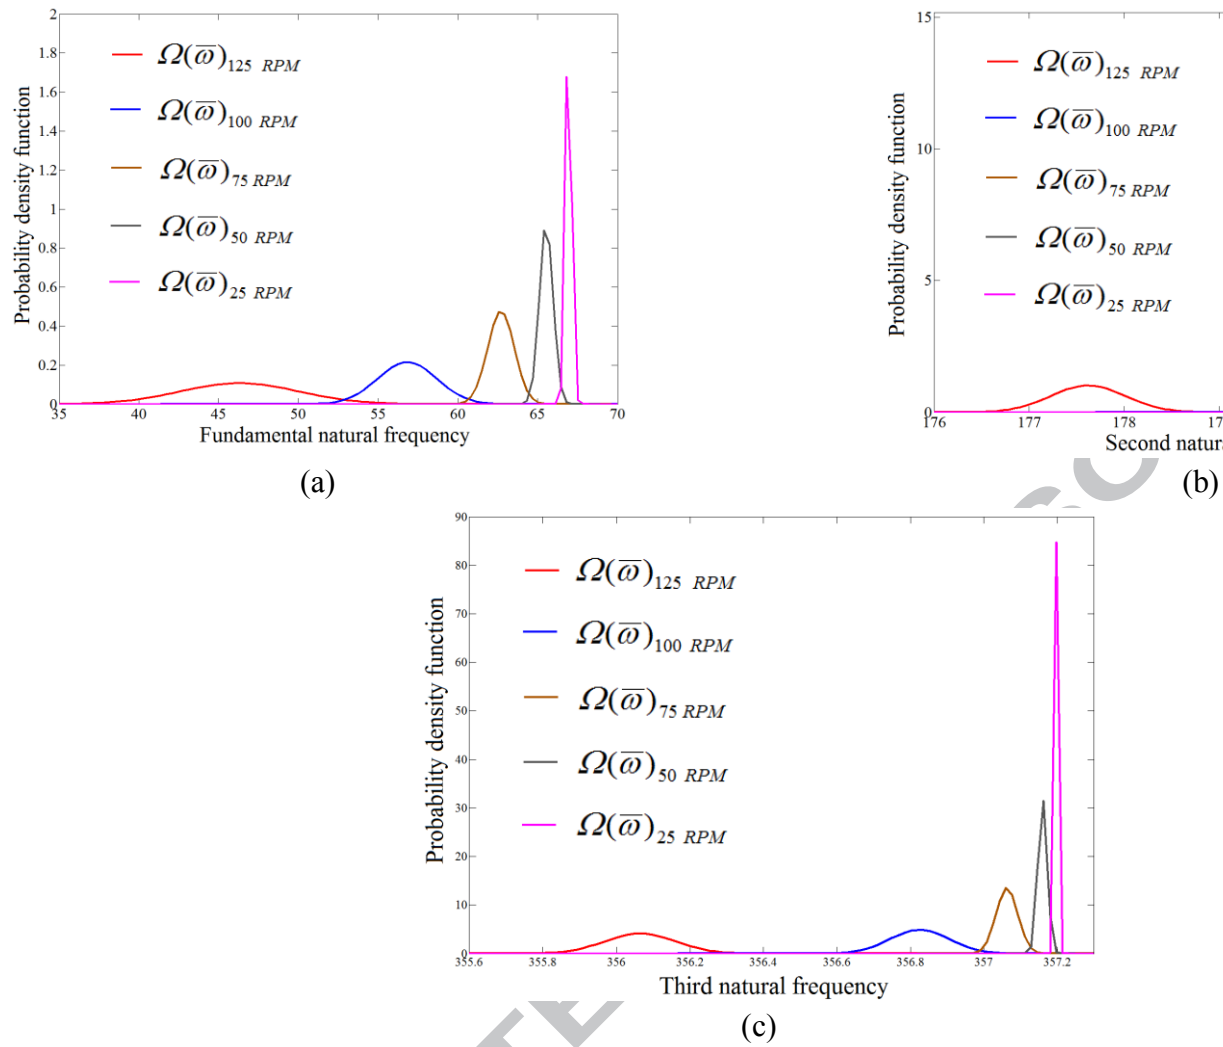 2
1.8
1.6
1.4
1.2
1
0.8
0.6
0.4
0.2
0
35 40 45 50 55 60 65 70
Probability density function
Fundamental natural frequency
Ω(ω̅)125 RPM
Ω(ω̅)100 RPM
Ω(ω̅)75 RPM
Ω(ω̅)50 RPM
Ω(ω̅)25 RPM
(a)
15
10
5
0
176 177 178
Probability density function
Second natur
Ω(ω̅)125 RPM
Ω(ω̅)100 RPM
Ω(ω̅)75 RPM
Ω(ω̅)50 RPM
Ω(ω̅)25 RPM
(b)
90
80
70
60
50
40
30
20
10
0
355.6 355.8 356 356.2 356.4 356.6 356.8 357 357.2
Probability density function
Third natural frequency
Ω(ω̅)125 RPM
Ω(ω̅)100 RPM
Ω(ω̅)75 RPM
Ω(ω̅)50 RPM
Ω(ω̅)25 RPM
(c)